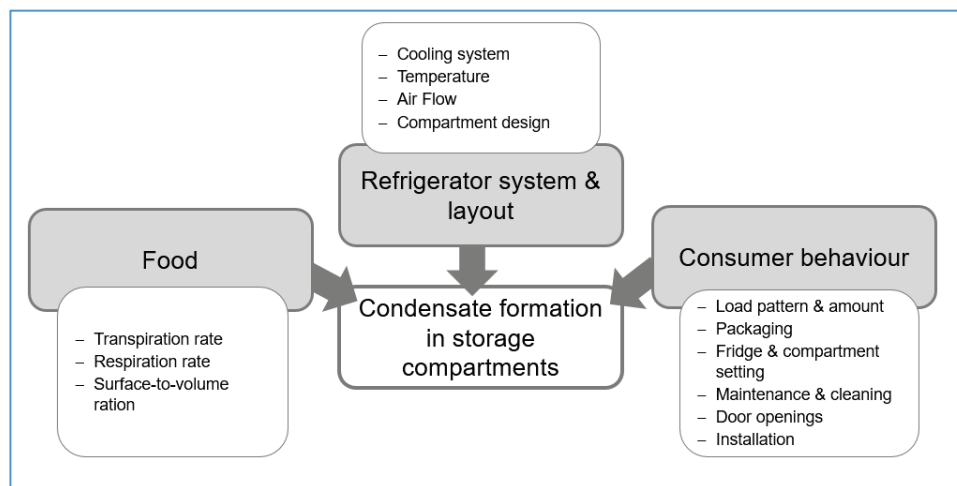 – Cooling system
– Temperature
– Air Flow
– Compartment design
Refrigerator system &
layout
Food
– Transpiration rate
– Respiration rate
– Surface-to-volume
ration
Condensate formation
in storage
compartments
Consumer behaviour
– Load pattern & amount
– Packaging
– Fridge & compartment
setting
– Maintenance & cleaning
– Door openings
– Installation